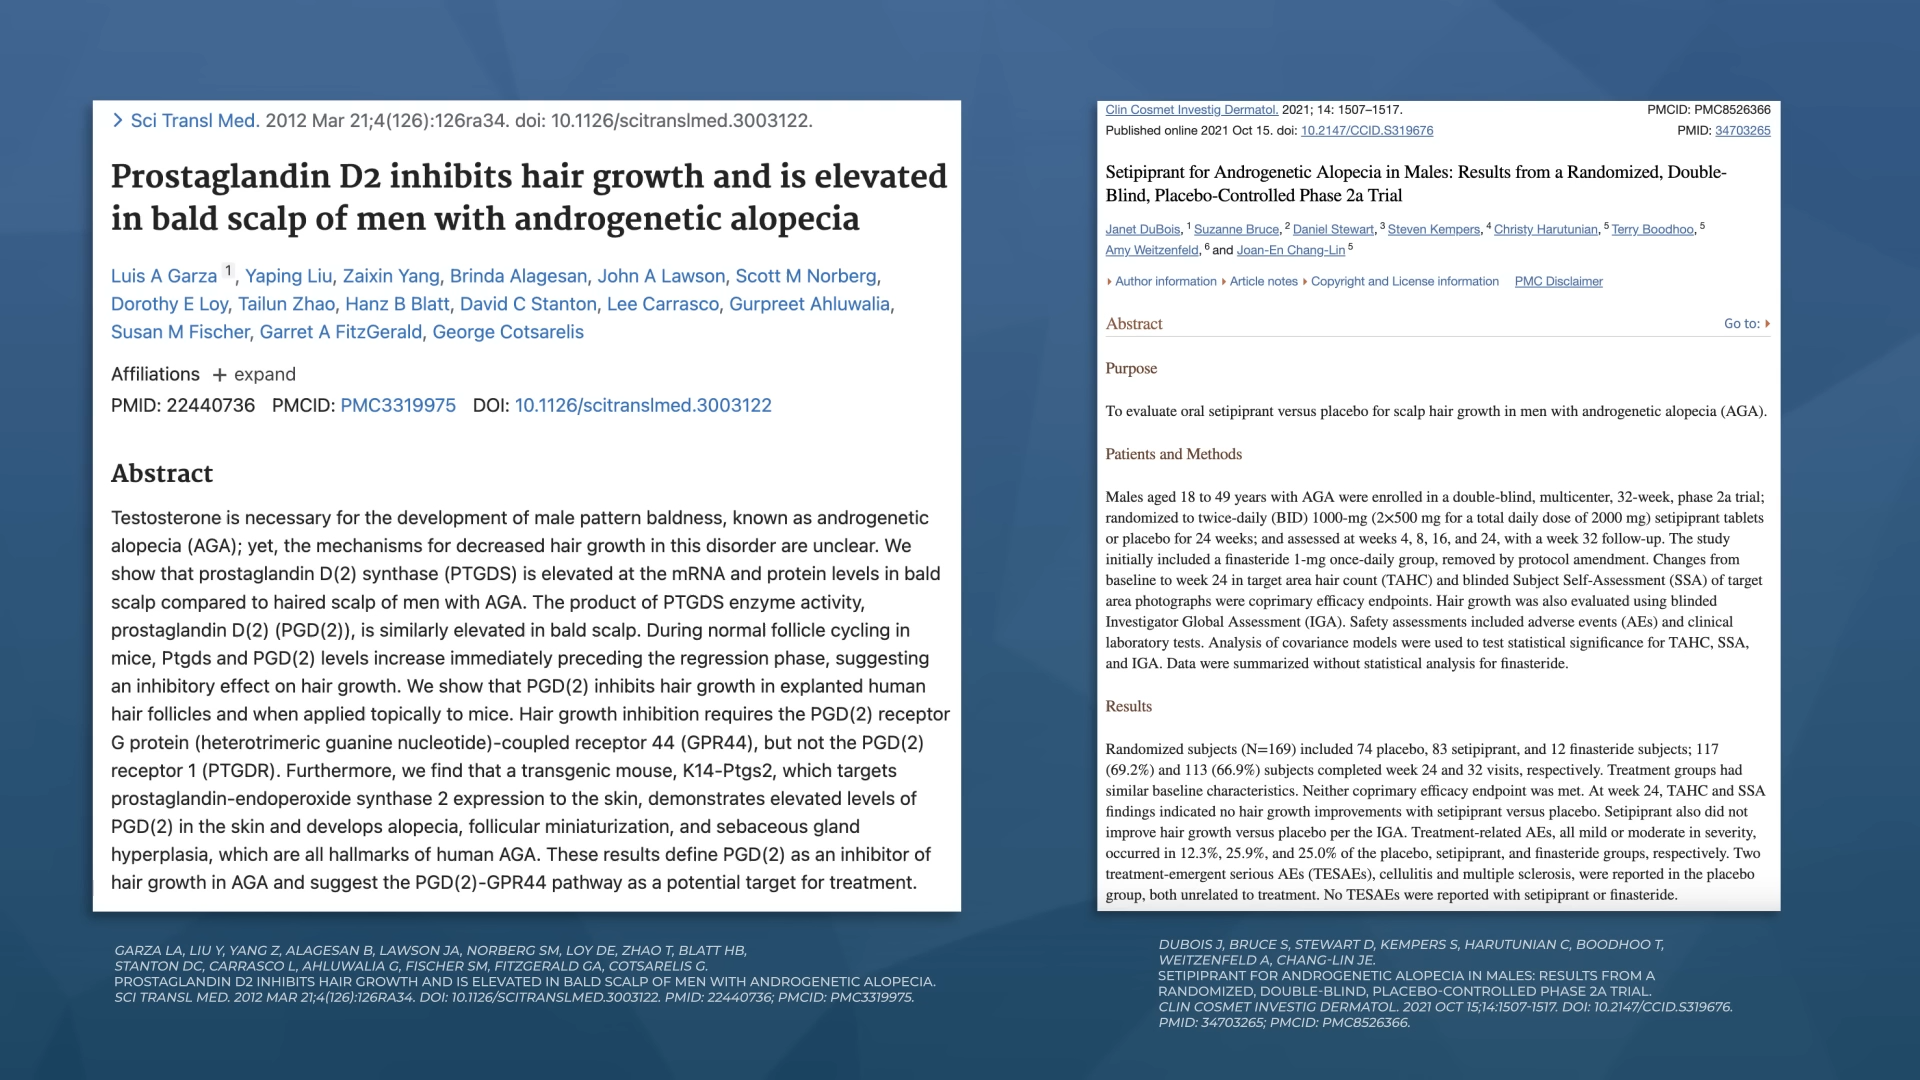 > Sci Transl Med. 2012 Mar 21;4(126):126ra34. doi: 10.1126/scitranslmed.3003122.
Prostaglandin D2 inhibits hair growth and is elevated
in bald scalp of men with androgenetic alopecia
Luis A Garza 1, Yaping Liu, Zaixin Yang, Brinda Alagesan, John A Lawson, Scott M Norberg,
Dorothy E Loy, Tailun Zhao, Hanz B Blatt, David C Stanton, Lee Carrasco, Gurpreet Ahluwalia,
Susan M Fischer, Garret A FitzGerald, George Cotsarelis
Affiliations + expand
PMID: 22440736 PMCID: PMC3319975 DOI: 10.1126/scitranslmed.3003122
Abstract
Testosterone is necessary for the development of male pattern baldness, known as androgenetic
alopecia (AGA); yet, the mechanisms for decreased hair growth in this disorder are unclear. We
show that prostaglandin D(2) synthase (PTGDS) is elevated at the mRNA and protein levels in bald
scalp compared to haired scalp of men with AGA. The product of PTGDS enzyme activity,
prostaglandin D(2) (PGD(2)), is similarly elevated in bald scalp. During normal follicle cycling in
mice, Ptgds and PGD(2) levels increase immediately preceding the regression phase, suggesting
an inhibitory effect on hair growth. We show that PGD(2) inhibits hair growth in explanted human
hair follicles and when applied topically to mice. Hair growth inhibition requires the PGD(2) receptor
G protein (heterotrimeric guanine nucleotide)-coupled receptor 44 (GPR44), but not the PGD(2)
receptor 1 (PTGDR). Furthermore, we find that a transgenic mouse, K14-Ptgs2, which targets
prostaglandin-endoperoxide synthase 2 expression to the skin, demonstrates elevated levels of
PGD(2) in the skin and develops alopecia, follicular miniaturization, and sebaceous gland
hyperplasia, which are all hallmarks of human AGA. These results define PGD(2) as an inhibitor of
hair growth in AGA and suggest the PGD(2)-GPR44 pathway as a potential target for treatment.
GARZA LA, LIU Y, YANG Z, ALAGESAN B, LAWSON JA, NORBERG SM, LOY DE, ZHAO T, BLATT HB,
STANTON DC, CARRASCO L, AHLUWALIA G, FISCHER SM, FITZGERALD GA, COTSARELIS G.
PROSTAGLANDIN D2 INHIBITS HAIR GROWTH AND IS ELEVATED IN BALD SCALP OF MEN WITH ANDROGENETIC ALOPECIA.
SCI TRANSL MED. 2012 MAR 21;4(126):126RA34. DOI: 10.1126/SCITRANSLMED.3003122. PMID: 22440736; PMCID: PMC3319975.
Clin Cosmet Investig Dermatol. 2021; 14: 1507–1517. PMCID: PMC8526366
Published online 2021 Oct 15. doi: 10.2147/CCID.S319676 PMID: 34703265
Setipiprant for Androgenetic Alopecia in Males: Results from a Randomized, Double-
Blind, Placebo-Controlled Phase 2a Trial
Janet DuBois, 1 Suzanne Bruce, 2 Daniel Stewart, 3 Steven Kempers, 4 Christy Harutunian, 5 Terry Boodhoo, 5
Amy Weitzenfeld, 6 and Joan-En Chang-Lin 5
Author information Article notes Copyright and License information PMC Disclaimer
Abstract Go to:
Purpose
To evaluate oral setipiprant versus placebo for scalp hair growth in men with androgenetic alopecia (AGA).
Patients and Methods
Males aged 18 to 49 years with AGA were enrolled in a double-blind, multicenter, 32-week, phase 2a trial;
randomized to twice-daily (BID) 1000-mg (2×500 mg for a total daily dose of 2000 mg) setipiprant tablets
or placebo for 24 weeks; and assessed at weeks 4, 8, 16, and 24, with a week 32 follow-up. The study
initially included a finasteride 1-mg once-daily group, removed by protocol amendment. Changes from
baseline to week 24 in target area hair count (TAHC) and blinded Subject Self-Assessment (SSA) of target
area photographs were coprimary efficacy endpoints. Hair growth was also evaluated using blinded
Investigator Global Assessment (IGA). Safety assessments included adverse events (AEs) and clinical
laboratory tests. Analysis of covariance models were used to test statistical significance for TAHC, SSA,
and IGA. Data were summarized without statistical analysis for finasteride.
Results
Randomized subjects (N=169) included 74 placebo, 83 setipiprant, and 12 finasteride subjects; 117
(69.2%) and 113 (66.9%) subjects completed week 24 and 32 visits, respectively. Treatment groups had
similar baseline characteristics. Neither coprimary efficacy endpoint was met. At week 24, TAHC and SSA
findings indicated no hair growth improvements with setipiprant versus placebo. Setipiprant also did not
improve hair growth versus placebo per the IGA. Treatment-related AEs, all mild or moderate in severity,
occurred in 12.3%, 25.9%, and 25.0% of the placebo, setipiprant, and finasteride groups, respectively. Two
treatment-emergent serious AEs (TESAEs), cellulitis and multiple sclerosis, were reported in the placebo
group, both unrelated to treatment. No TESAEs were reported with setipiprant or finasteride.
DUBOIS J, BRUCE S, STEWART D, KEMPERS S, HARUTUNIAN C, BOODHOO T,
WEITZENFELD A, CHANG-LIN JE.
SETIPIPRANT FOR ANDROGENETIC ALOPECIA IN MALES: RESULTS FROM A
RANDOMIZED, DOUBLE-BLIND, PLACEBO-CONTROLLED PHASE 2A TRIAL.
CLIN COSMET INVESTIG DERMATOL. 2021 OCT 15;14:1507-1517. DOI: 10.2147/CCID.S319676.
PMID: 34703265; PMCID: PMC8526366.